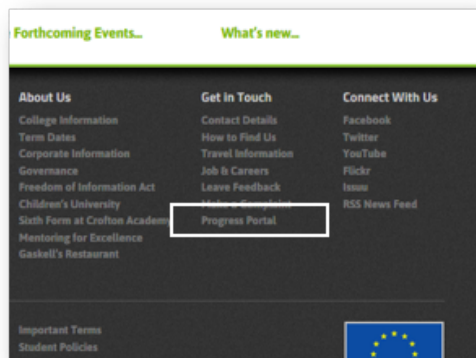 Forthcoming Events...
What's new...
About Us
College Information
Term Dates
Corporate Information
Governance
Freedom of Information Act
Children's University
Sixth Form at Crofton Academy
Mentoring for Excellence
Gaskell's Restaurant
Get in Touch
Contact Details
How to Find Us
Travel Information
Job & Careers
Leave Feedback
Make a Complaint
Progress Portal
Connect With Us
Facebook
Twitter
YouTube
Flickr
Issuu
RSS News Feed
Important Terms
Student Policies